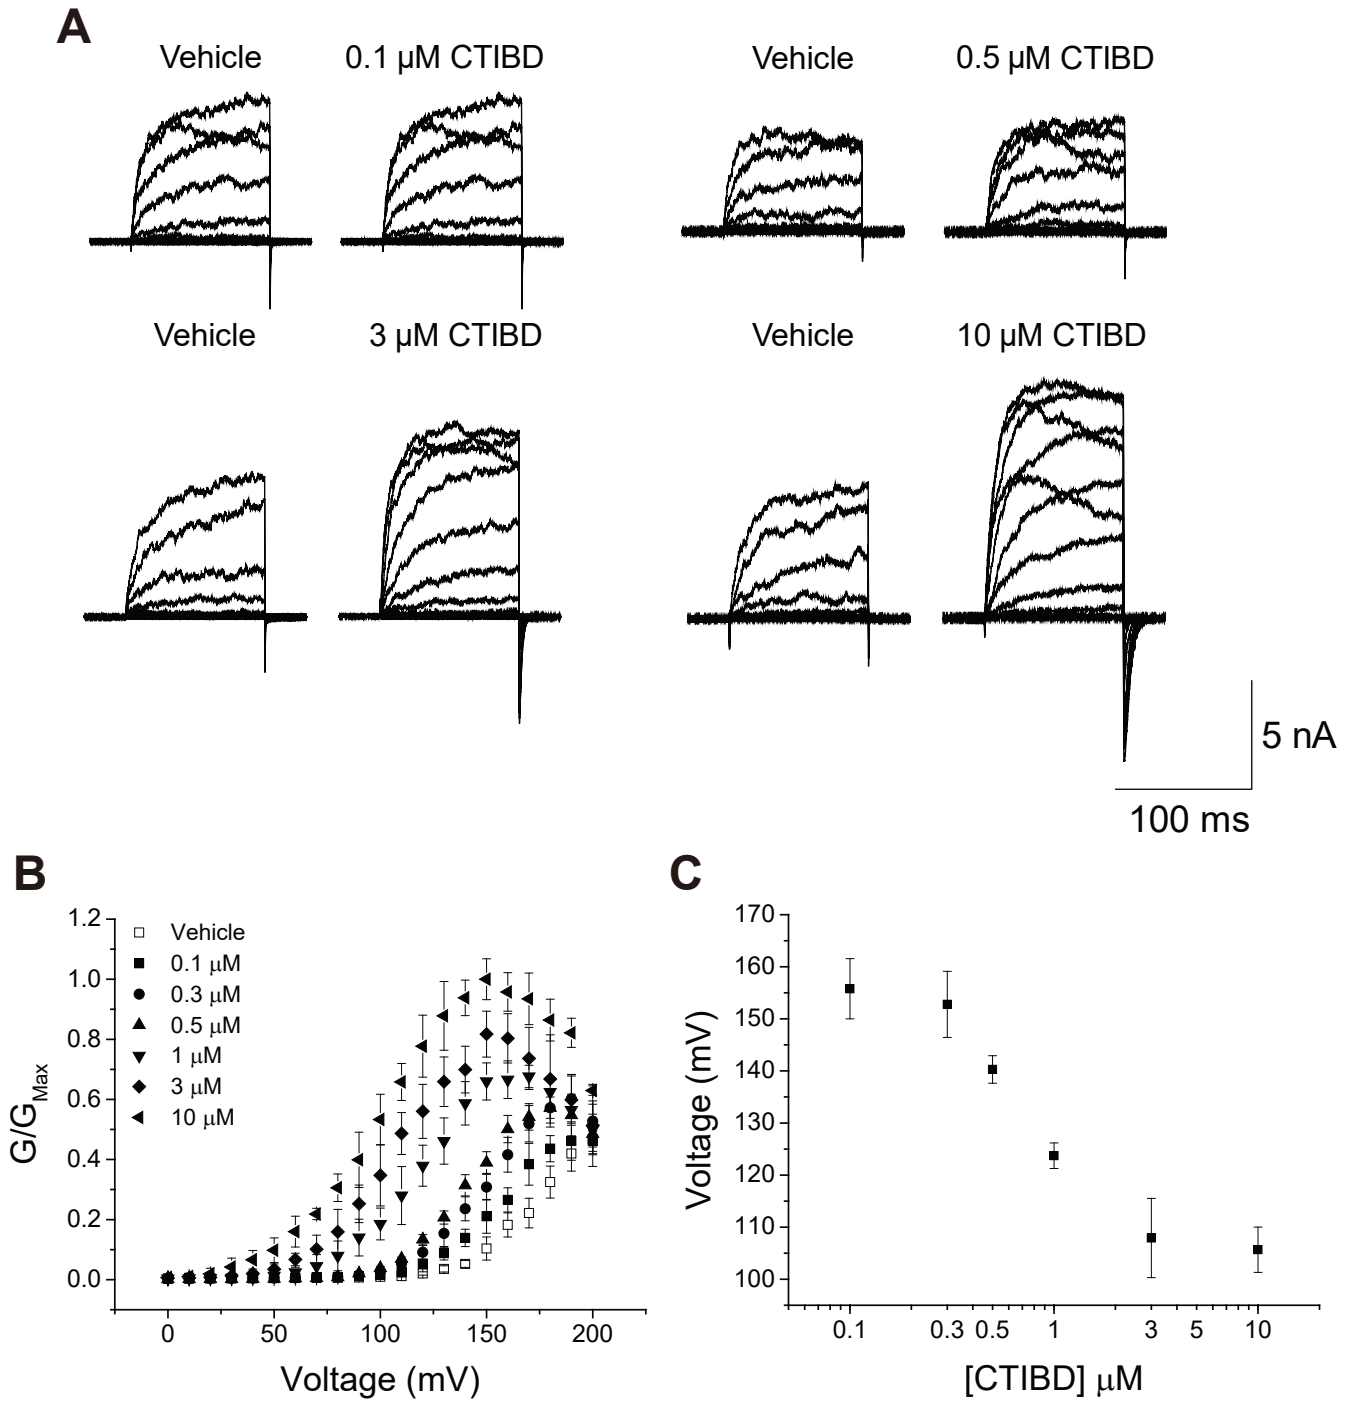 A
Vehicle 0.1 µM CTIBD Vehicle 0.5 µM CTIBD
Vehicle 3 µM CTIBD Vehicle 10 µM CTIBD
5 nA
100 ms
B
1.2
1.0
0.8
0.6
0.4
0.2
0.0
G/GMax
Vehicle
0.1 µM
0.3 µM
0.5 µM
1 µM
3 µM
10 µM
0 50 100 150 200
Voltage (mV)
C
170
160
150
140
130
120
110
100
Voltage (mV)
0.1 0.3 0.5 1 3 5 10
[CTIBD] µM